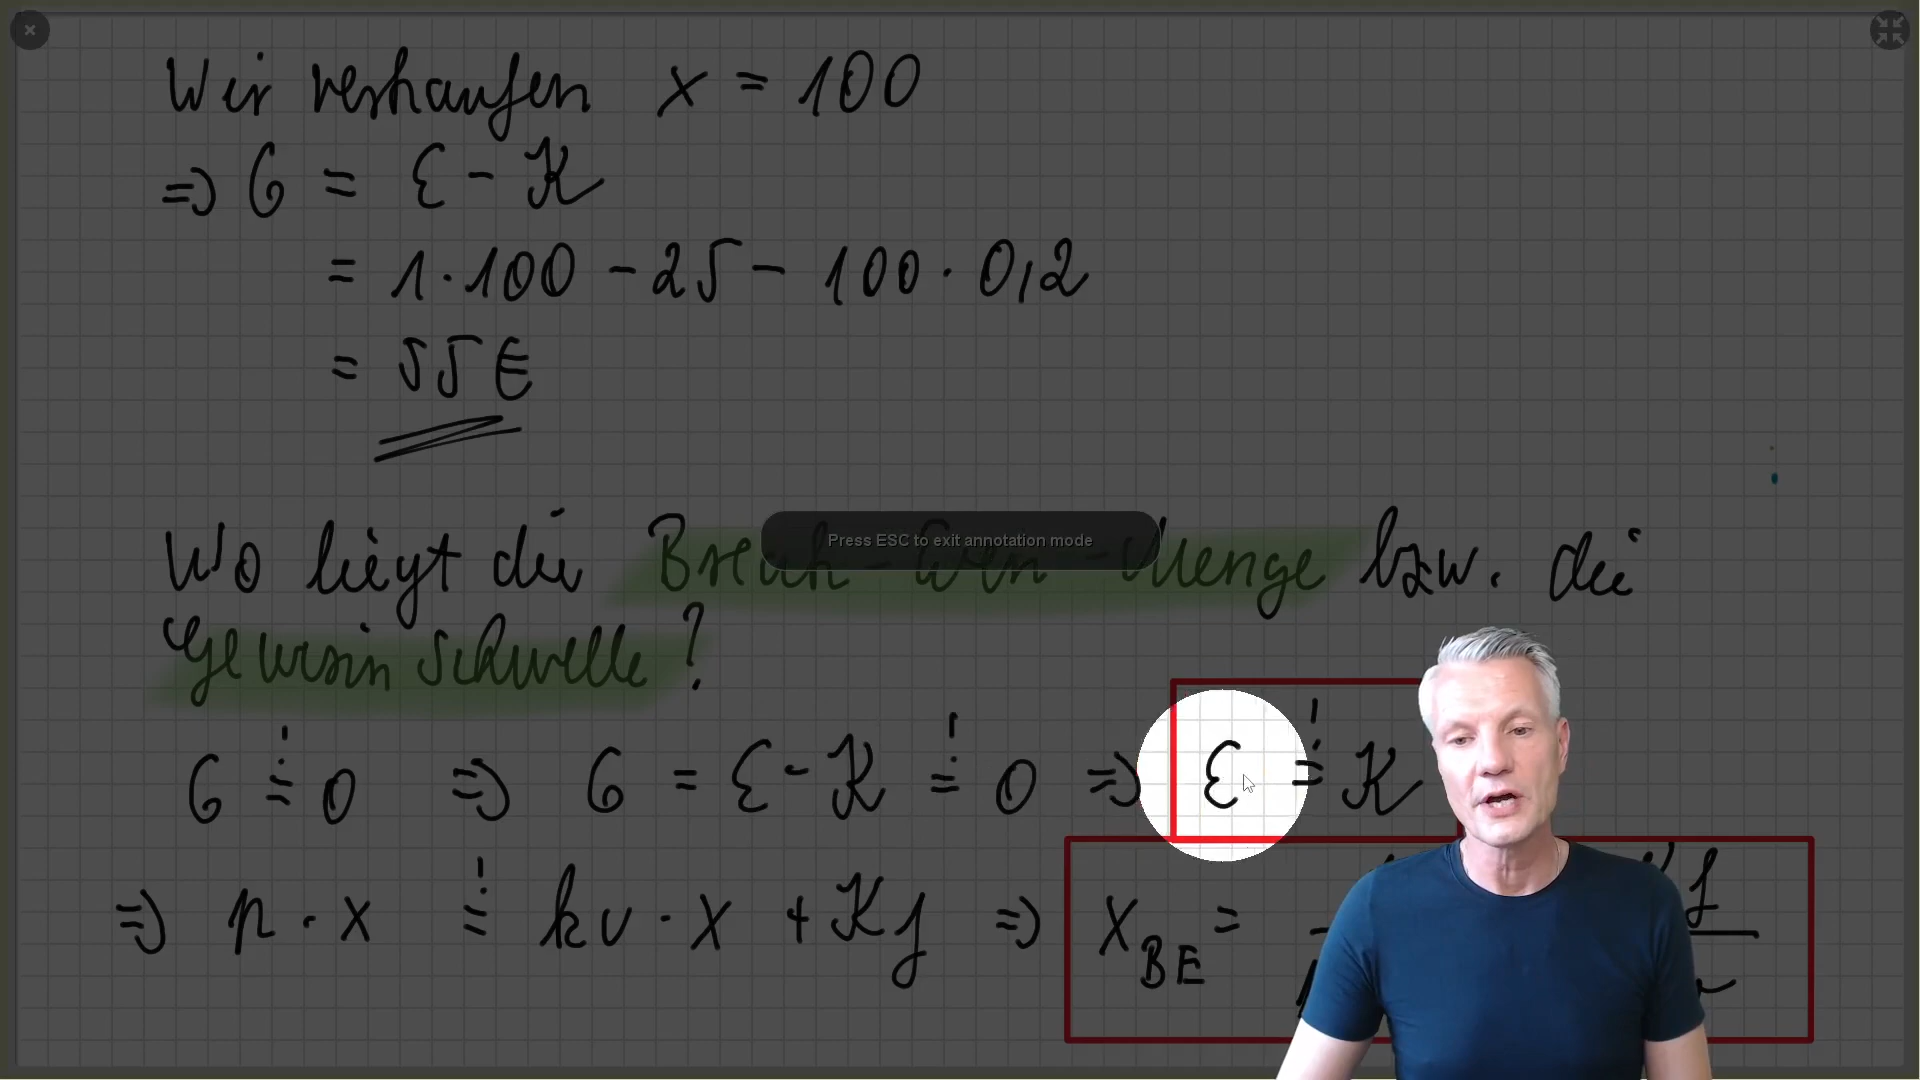 Wir verkaufen x = 100
=> G = E - K
= 1·100 - 25 - 100·0,2
= 55€
Press ESC to exit annotation mode
Wo liegt die Break-Even-Menge bzw. die
Gewinnschwelle?
G ≟ 0 => G = E - K ≟ 0 => E ≟ K
=> p·x ≟ kv·x + Kf => x_BE =